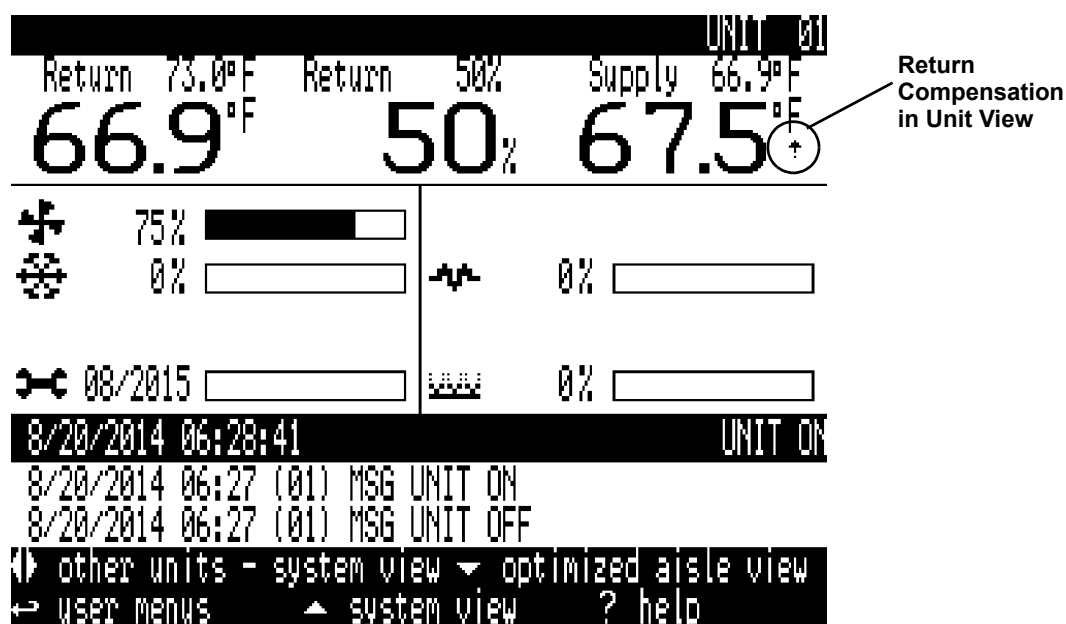 UNIT 01
Return 73.0°F Return 50% Supply 66.9°F
66.9°F 50% 67.5°F
Return
Compensation
in Unit View
75%
0% 0%
08/2015 0%
8/20/2014 06:28:41 UNIT ON
8/20/2014 06:27 (01) MSG UNIT ON
8/20/2014 06:27 (01) MSG UNIT OFF
other units - system view optimized aisle view
user menus system view ? help